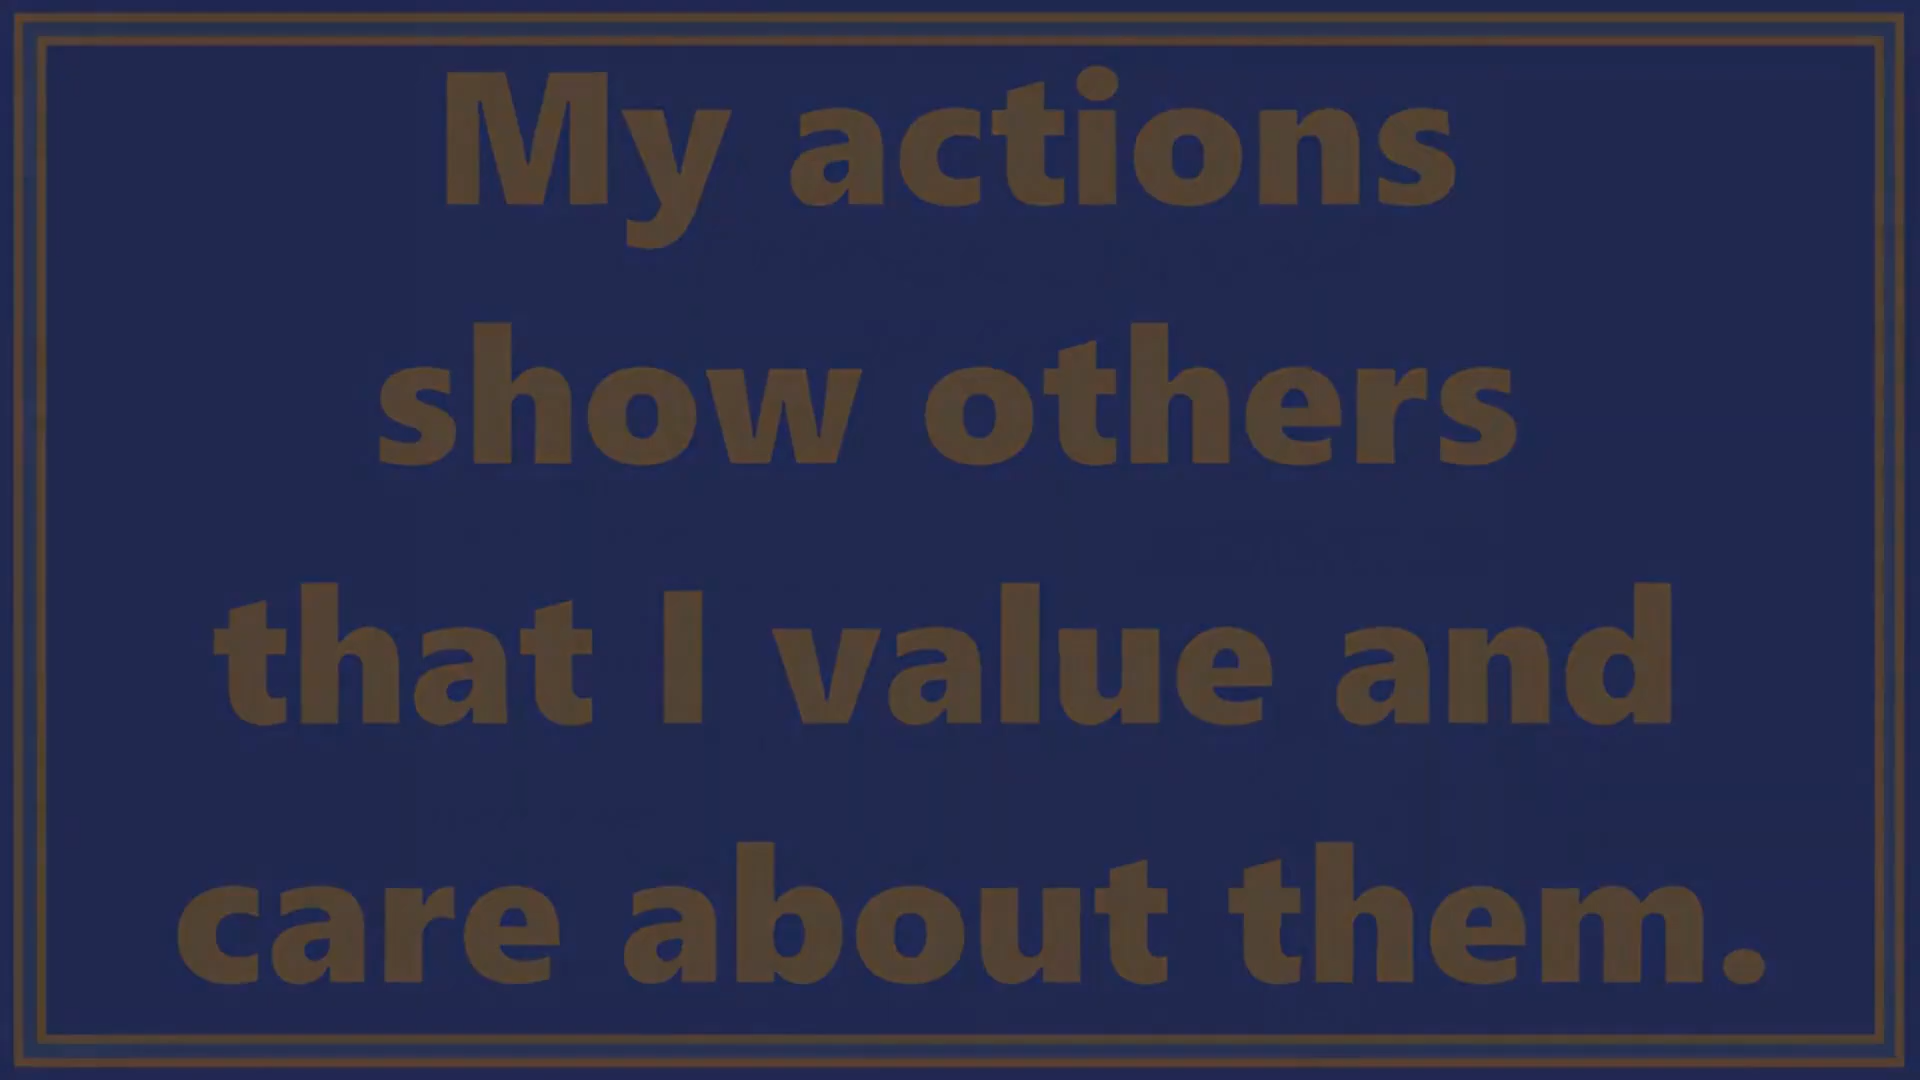 My actions
show others
that I value and
care about them.